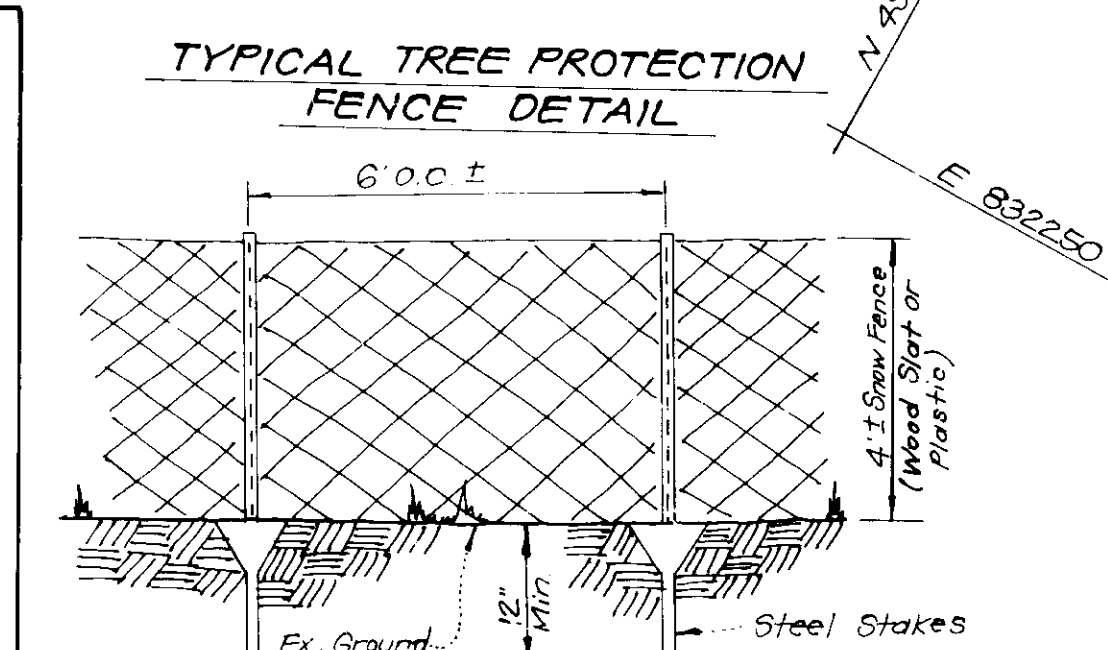 TYPICAL TREE PROTECTION
FENCE DETAIL
6' O.C. ±
E 832250
4' ± Snow Fence
(Wood Slat or
Plastic)
12"
Min.
Ex. Ground
Steel Stakes